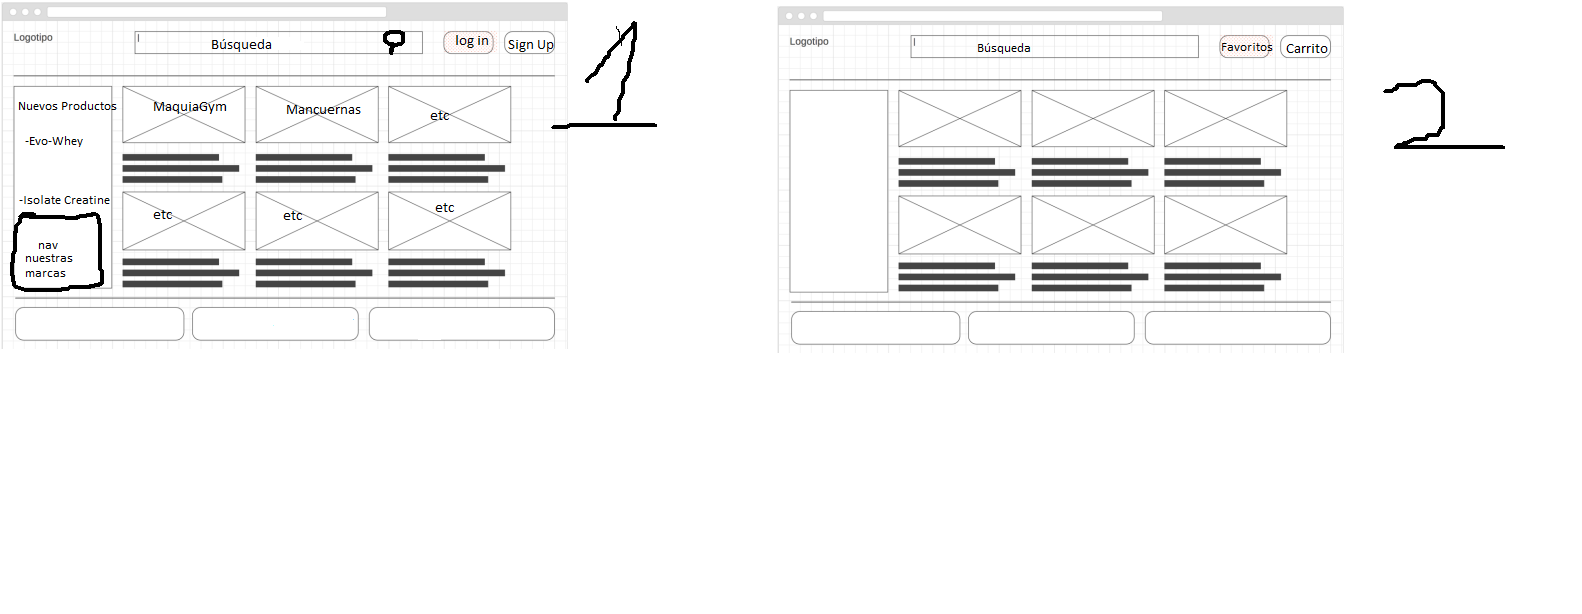 Logotipo
Búsqueda
log in
Sign Up
1
Nuevos Productos
-Evo-Whey
-Isolate Creatine
nav
nuestras
marcas
MaquiaGym
Mancuernas
etc
etc
etc
etc
Logotipo
Búsqueda
Favoritos
Carrito
2